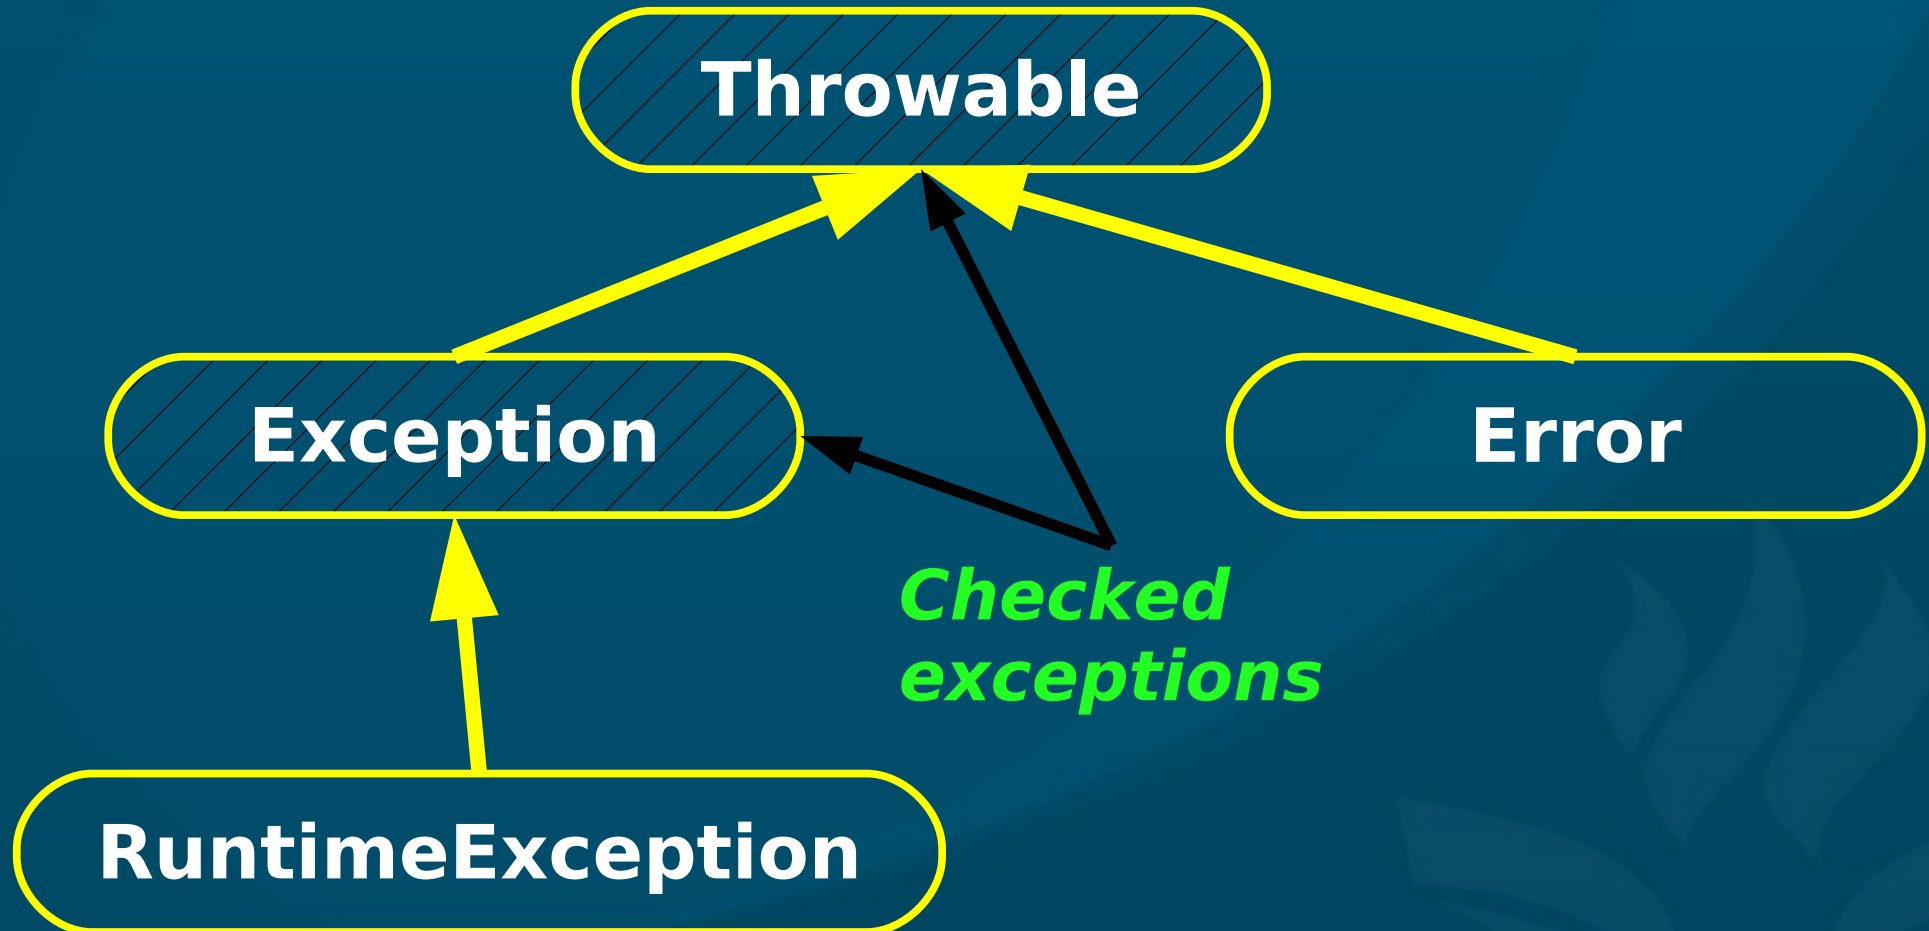 Throwable
Exception
Error
Checked
exceptions
RuntimeException